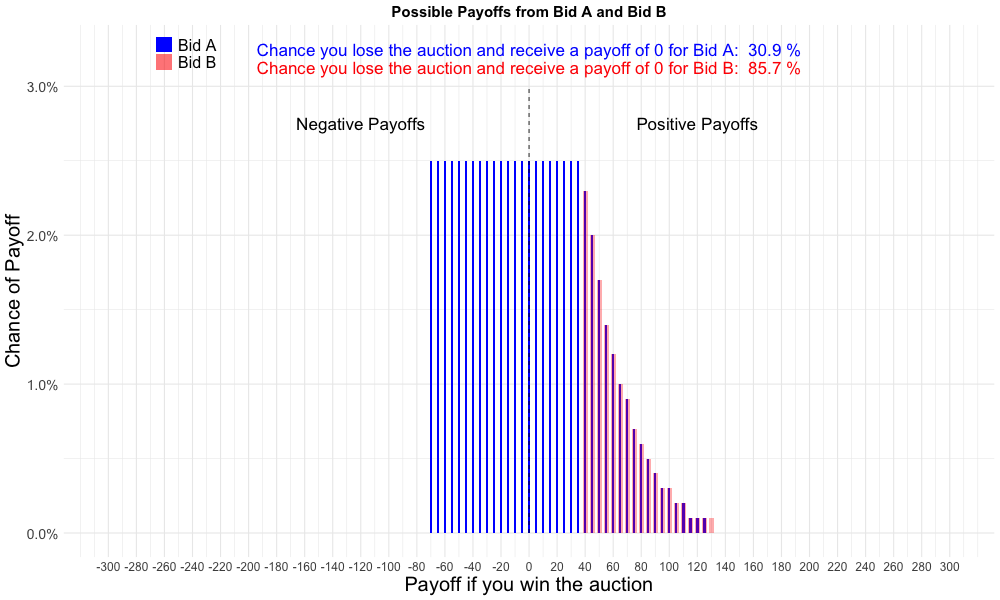 Possible Payoffs from Bid A and Bid B
Bid A
Bid B
Chance you lose the auction and receive a payoff of 0 for Bid A:  30.9 %
Chance you lose the auction and receive a payoff of 0 for Bid B:  85.7 %
Negative Payoffs
Positive Payoffs
Chance of Payoff
3.0%
2.0%
1.0%
0.0%
-300 -280 -260 -240 -220 -200 -180 -160 -140 -120 -100 -80 -60 -40 -20 0 20 40 60 80 100 120 140 160 180 200 220 240 260 280 300
Payoff if you win the auction